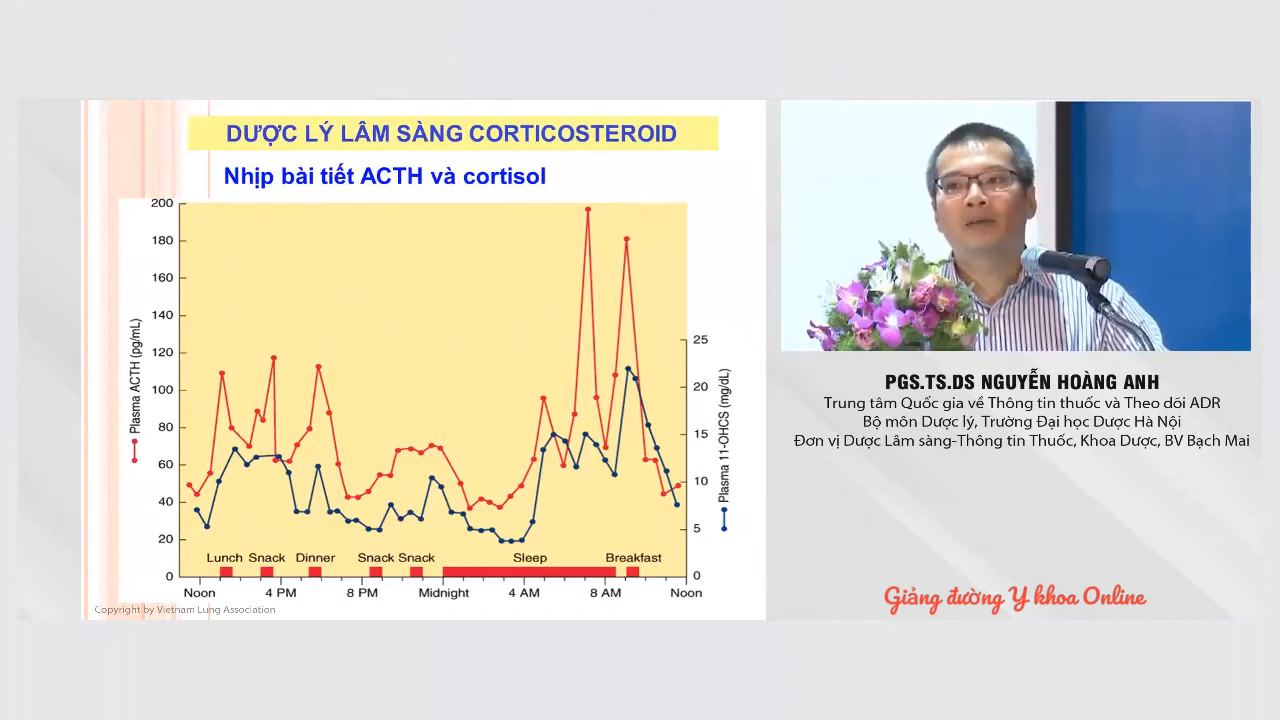 DƯỢC LÝ LÂM SÀNG CORTICOSTEROID
Nhịp bài tiết ACTH và cortisol
200
180
160
140
120
100
80
60
40
20
0
Plasma ACTH (pg/mL)
25
20
15
10
5
0
Plasma 11-OHCS (mg/dL)
Lunch Snack Dinner Snack Snack Sleep Breakfast
Noon 4 PM 8 PM Midnight 4 AM 8 AM Noon
Copyright by Vietnam Lung Association
PGS.TS.DS NGUYỄN HOÀNG ANH
Trung tâm Quốc gia về Thông tin thuốc và Theo dõi ADR
Bộ môn Dược lý, Trường Đại học Dược Hà Nội
Đơn vị Dược Lâm sàng-Thông tin Thuốc, Khoa Dược, BV Bạch Mai
Giảng đường Y khoa Online